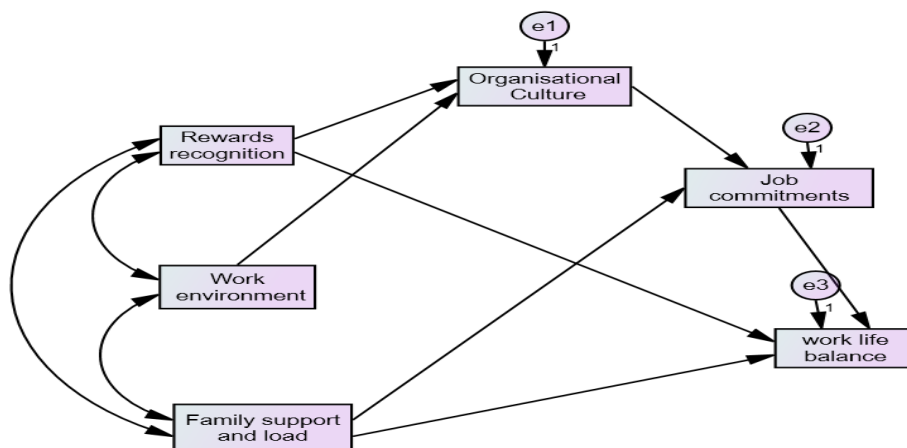 e1
1
Organisational
Culture
Rewards
recognition
e2
1
Job
commitments
Work
environment
e3
1
work life
balance
Family support
and load